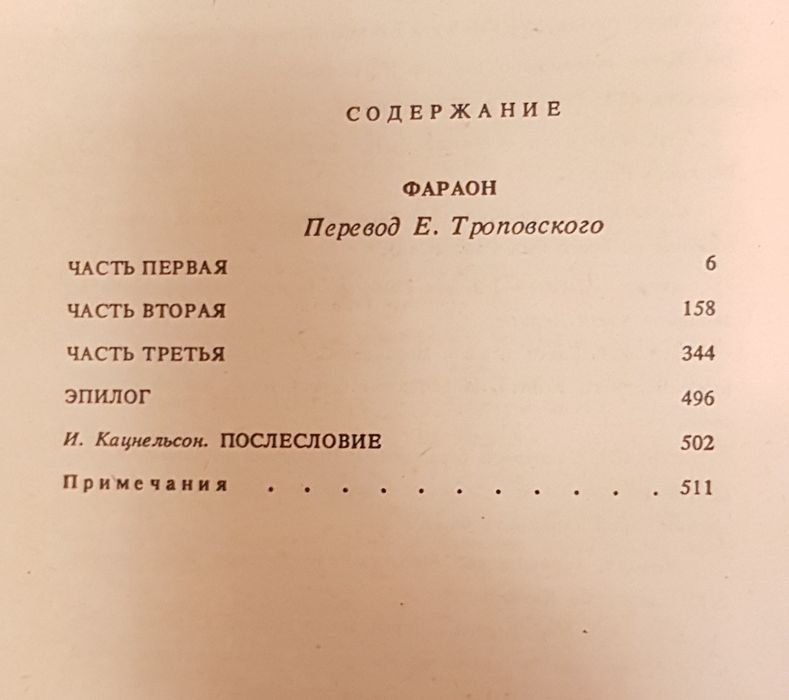 СОДЕРЖАНИЕ
ФАРАОН
Перевод Е. Троповского
ЧАСТЬ ПЕРВАЯ 6
ЧАСТЬ ВТОРАЯ 158
ЧАСТЬ ТРЕТЬЯ 344
ЭПИЛОГ 496
И. Кацнельсон. ПОСЛЕСЛОВИЕ 502
Примечания . . . . . . . . . . . 511